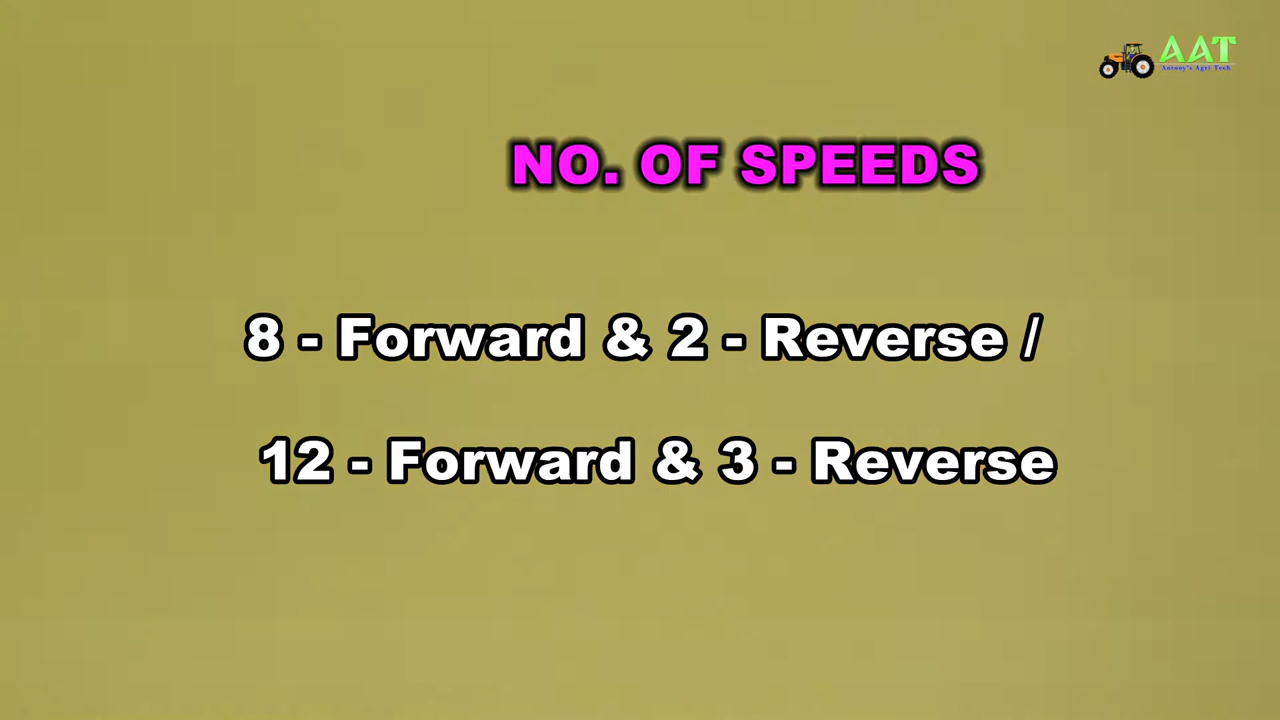 AAT
Antony's Agri Tech
NO. OF SPEEDS
8 - Forward & 2 - Reverse /
12 - Forward & 3 - Reverse